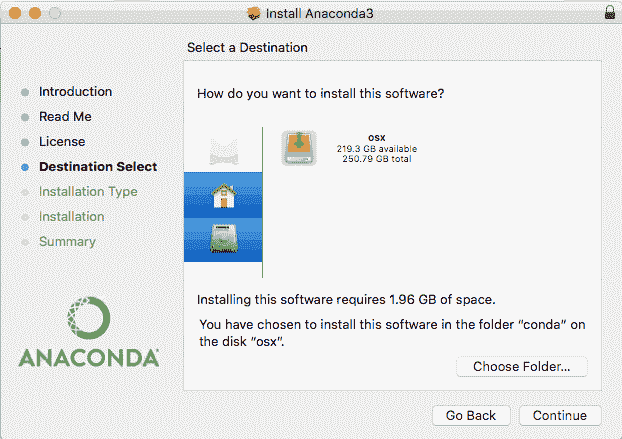 Install Anaconda3
Select a Destination
Introduction
Read Me
License
Destination Select
Installation Type
Installation
Summary
How do you want to install this software?
osx
219.3 GB available
250.79 GB total
Installing this software requires 1.96 GB of space.
You have chosen to install this software in the folder “conda” on
the disk “osx”.
ANACONDA
Choose Folder...
Go Back
Continue